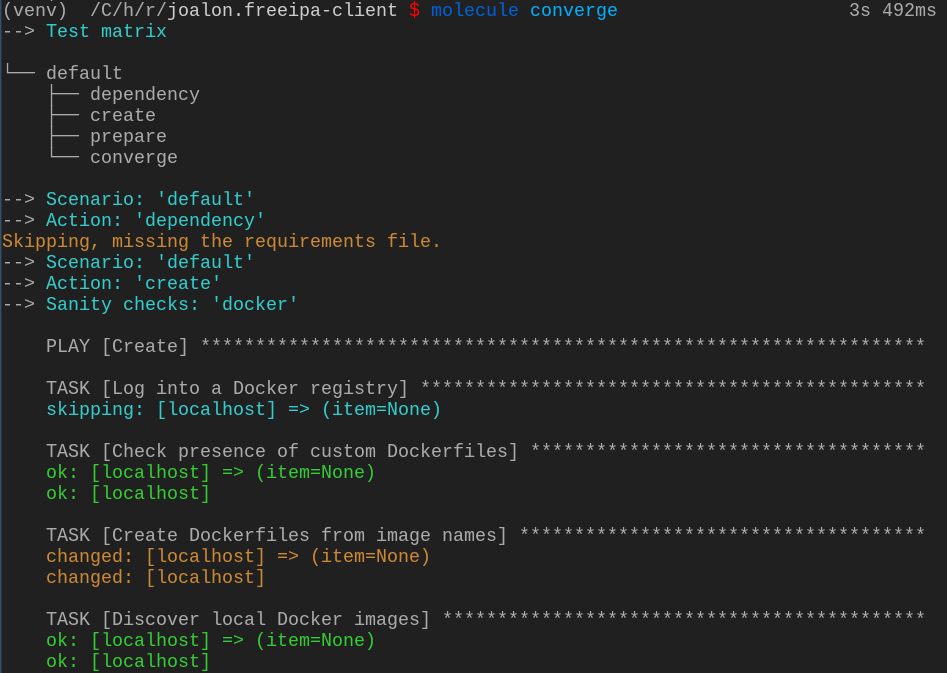 (venv)  /C/h/r/joalon.freeipa-client $ molecule converge                     3s 492ms
--> Test matrix

└── default
    ├── dependency
    ├── create
    ├── prepare
    └── converge

--> Scenario: 'default'
--> Action: 'dependency'
Skipping, missing the requirements file.
--> Scenario: 'default'
--> Action: 'create'
--> Sanity checks: 'docker'

    PLAY [Create] ******************************************************************

    TASK [Log into a Docker registry] **********************************************
    skipping: [localhost] => (item=None)

    TASK [Check presence of custom Dockerfiles] ************************************
    ok: [localhost] => (item=None)
    ok: [localhost]

    TASK [Create Dockerfiles from image names] *************************************
    changed: [localhost] => (item=None)
    changed: [localhost]

    TASK [Discover local Docker images] ********************************************
    ok: [localhost] => (item=None)
    ok: [localhost]